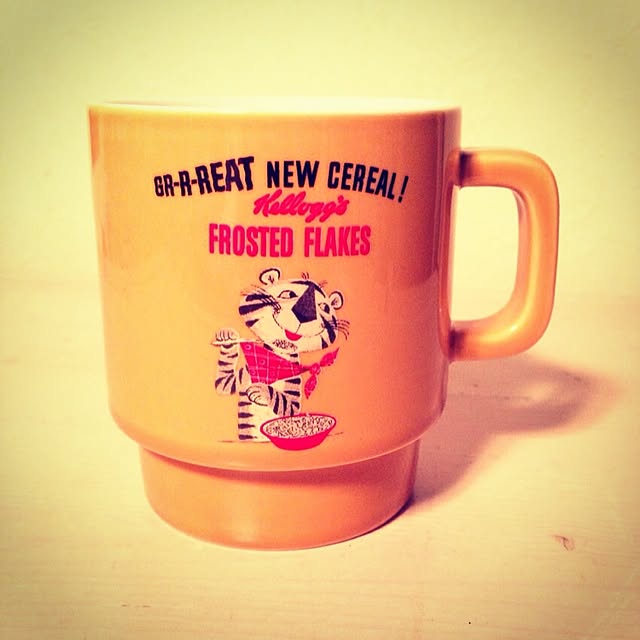 GR-R-REAT NEW CEREAL!
Kellogg's
FROSTED FLAKES